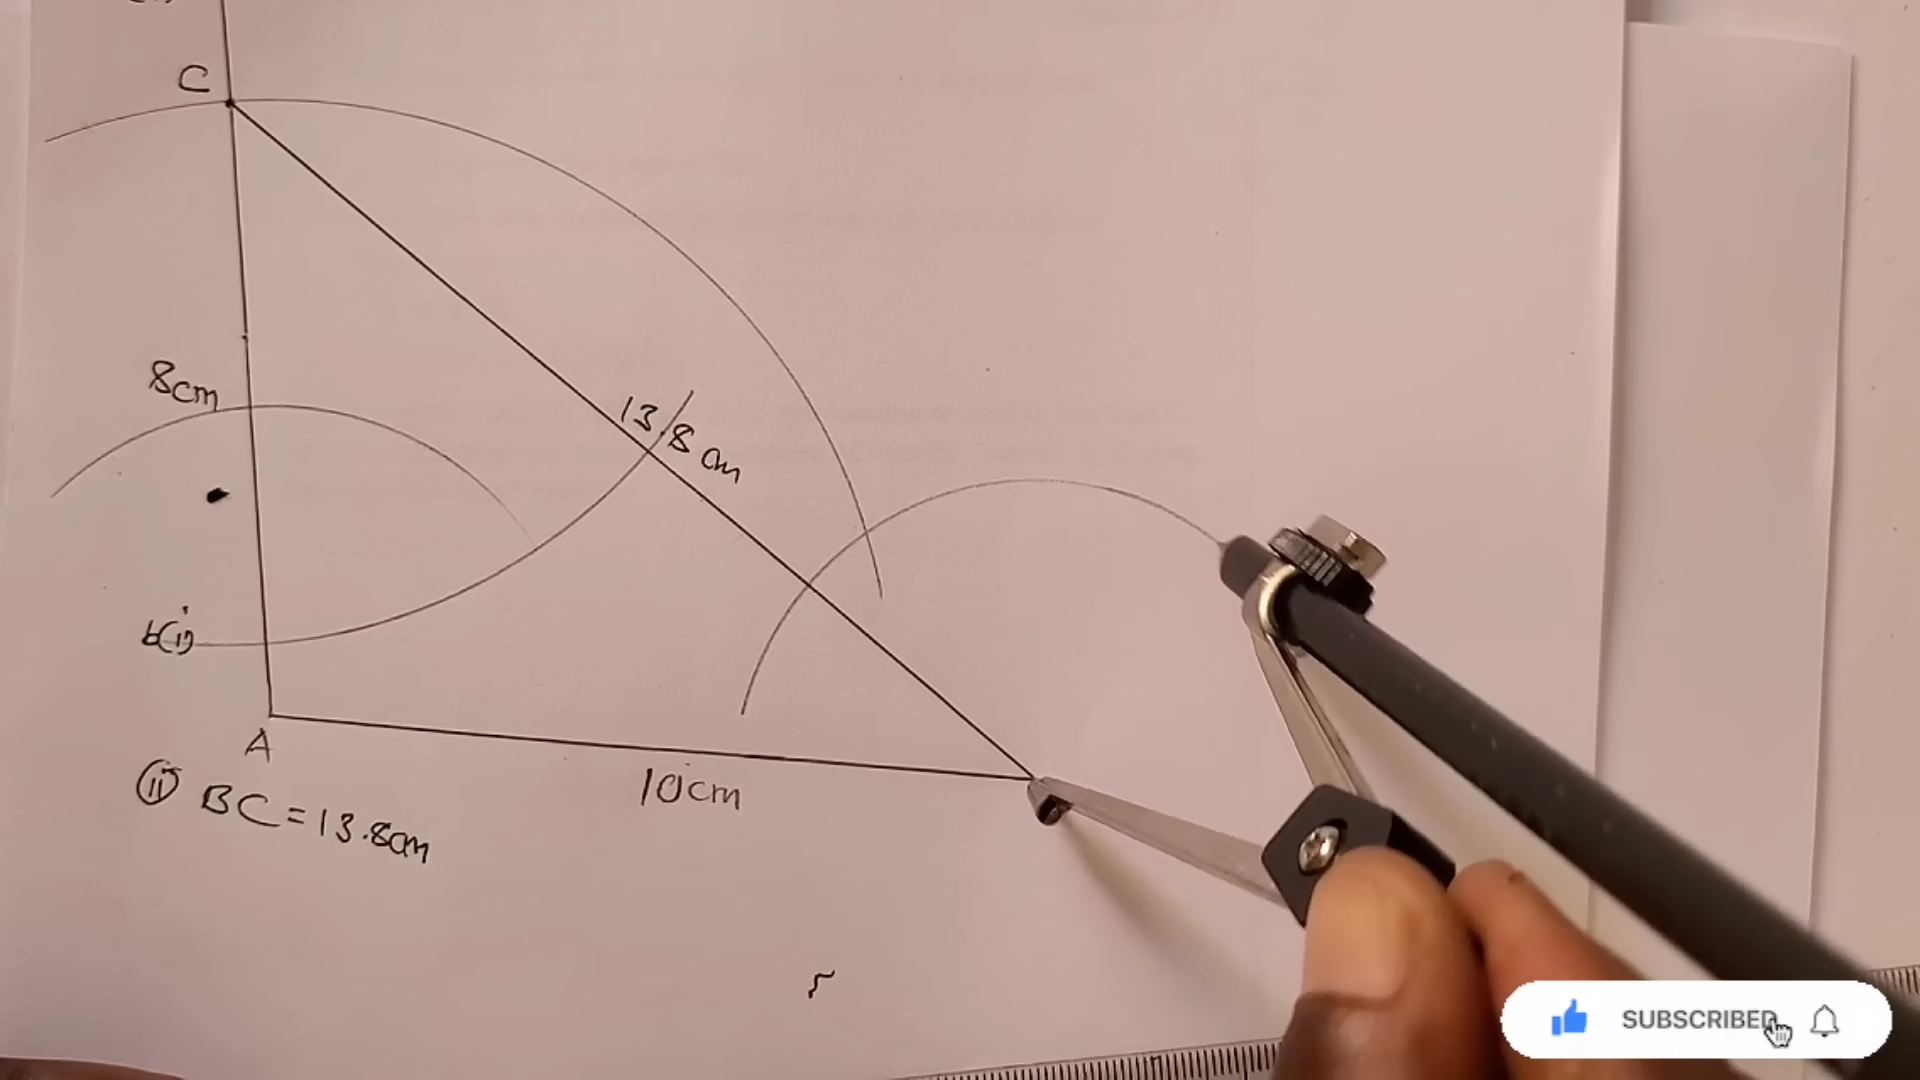 C
8cm
13.8 cm
b(i)
A
10cm
(ii) BC = 13.8cm
SUBSCRIBED